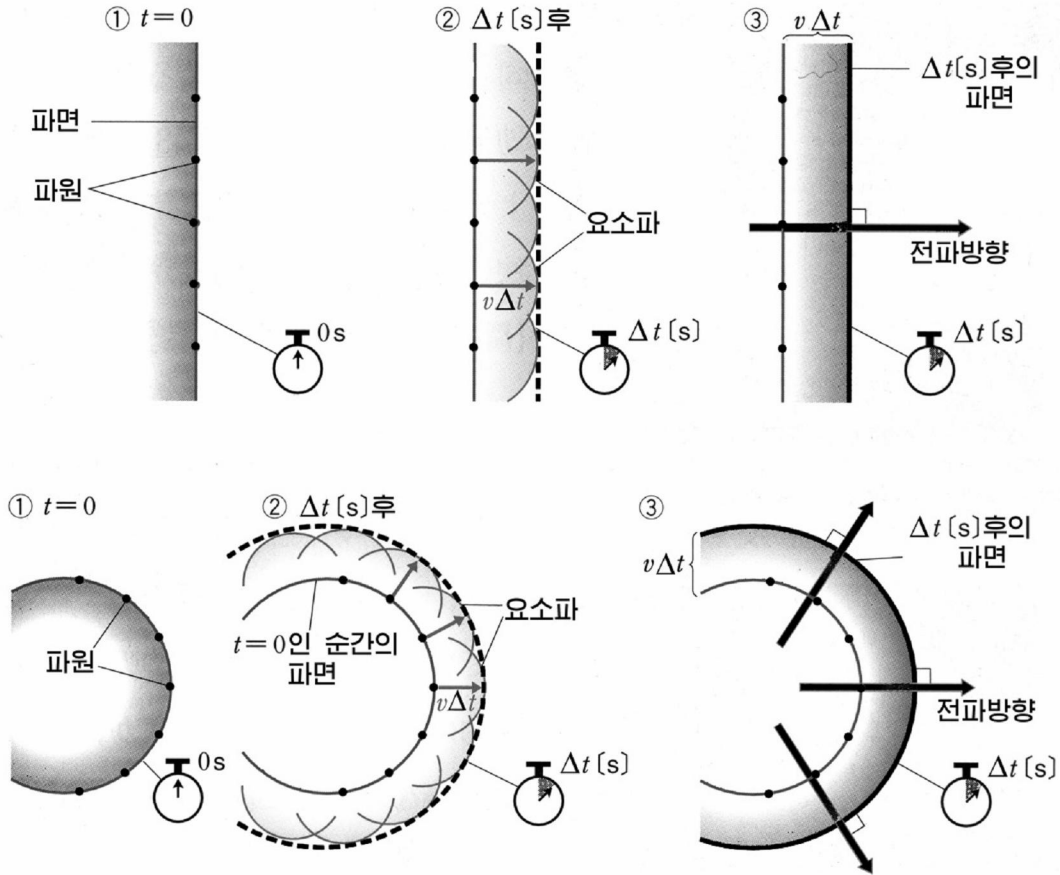 ① t=0
파면
파원
0s
② Δt〔s〕후
요소파
vΔt
Δt〔s〕
③ vΔt
Δt〔s〕후의
파면
전파방향
Δt〔s〕
① t=0
파원
0s
② Δt〔s〕후
요소파
t=0인 순간의
파면
vΔt
Δt〔s〕
③
vΔt
Δt〔s〕후의
파면
전파방향
Δt〔s〕